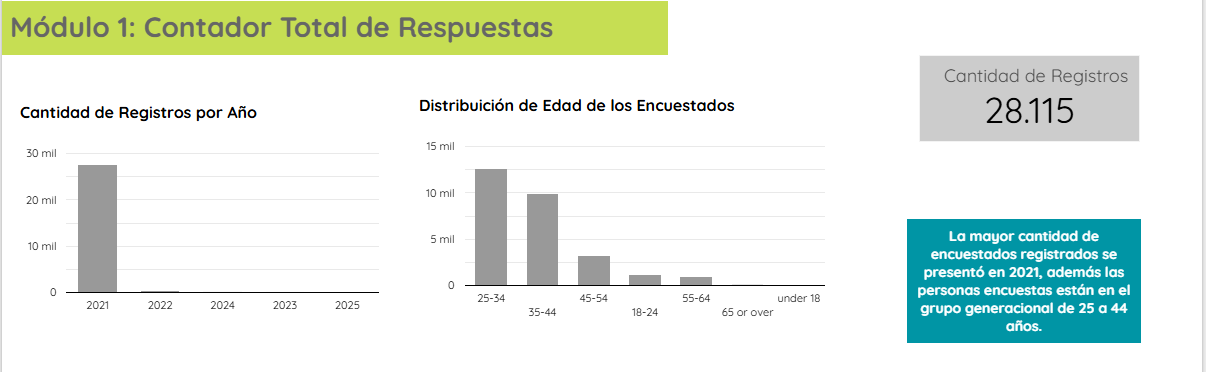 Módulo 1: Contador Total de Respuestas
Cantidad de Registros
28.115
Cantidad de Registros por Año
30 mil
20 mil
10 mil
0
2021
2022
2024
2023
2025
Distribuición de Edad de los Encuestados
15 mil
10 mil
5 mil
0
25-34
35-44
45-54
18-24
55-64
65 or over
under 18
La mayor cantidad de
encuestados registrados se
presentó en 2021, además las
personas encuestas están en el
grupo generacional de 25 a 44
años.